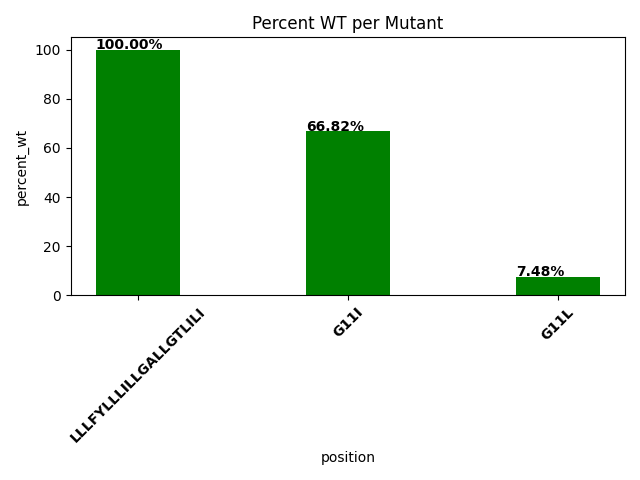 Percent WT per Mutant
percent_wt
100
80
60
40
20
0
100.00%
66.82%
7.48%
LLLFYLLLILLGALLGTLILI
G11I
G11L
position